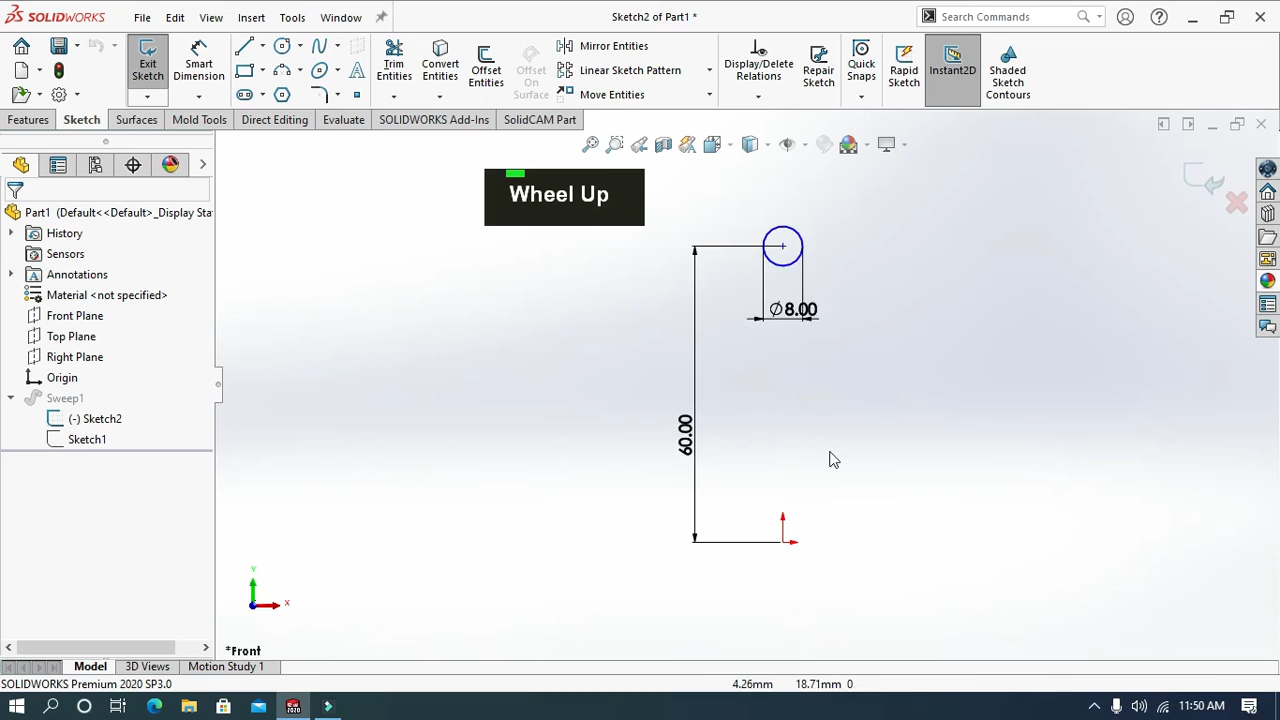 SOLIDWORKS File Edit View Insert Tools Window Sketch2 of Part1 * Search Commands
Exit Sketch Smart Dimension Trim Entities Convert Entities Offset Entities Offset On Surface Mirror Entities Linear Sketch Pattern Move Entities Display/Delete Relations Repair Sketch Quick Snaps Rapid Sketch Instant2D Shaded Sketch Contours
Features Sketch Surfaces Mold Tools Direct Editing Evaluate SOLIDWORKS Add-Ins SolidCAM Part
Wheel Up
Part1 (Default<<Default>_Display Sta
History
Sensors
Annotations
Material <not specified>
Front Plane
Top Plane
Right Plane
Origin
Sweep1
(-) Sketch2
Sketch1
∅8.00
60.00
Y
X
*Front
Model 3D Views Motion Study 1
SOLIDWORKS Premium 2020 SP3.0 4.26mm 18.71mm 0
2020
11:50 AM